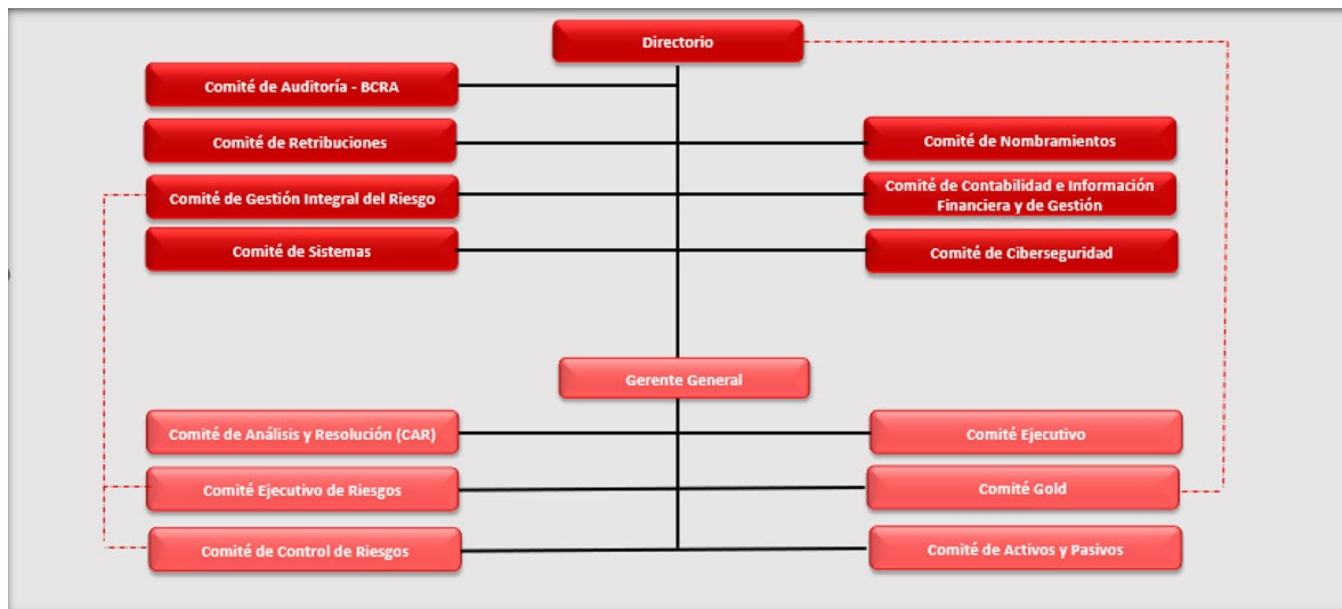 Directorio
Comité de Auditoría - BCRA
Comité de Retribuciones
Comité de Nombramientos
Comité de Gestión Integral del Riesgo
Comité de Contabilidad e Información
Financiera y de Gestión
Comité de Sistemas
Comité de Ciberseguridad
Gerente General
Comité de Análisis y Resolución (CAR)
Comité Ejecutivo
Comité Ejecutivo de Riesgos
Comité Gold
Comité de Control de Riesgos
Comité de Activos y Pasivos